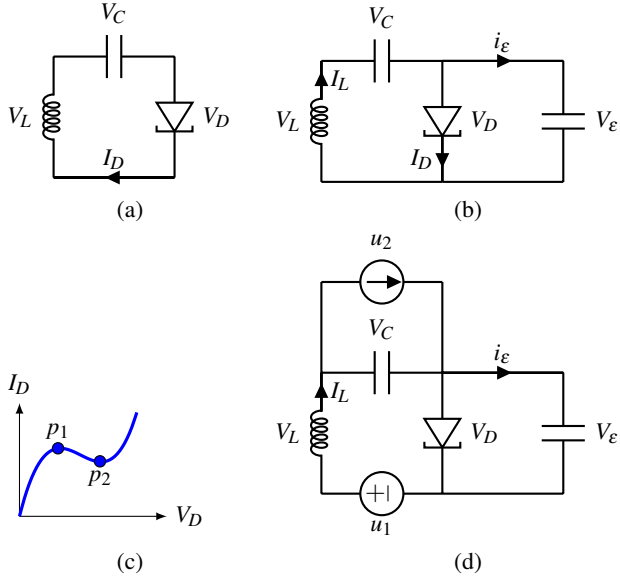 V_C
V_L
V_D
I_D
(a)
V_C
i_ε
I_L
V_L
V_D
V_ε
I_D
(b)
I_D
p_1
p_2
V_D
(c)
u_2
V_C
i_ε
I_L
V_L
V_D
V_ε
+|
u_1
(d)